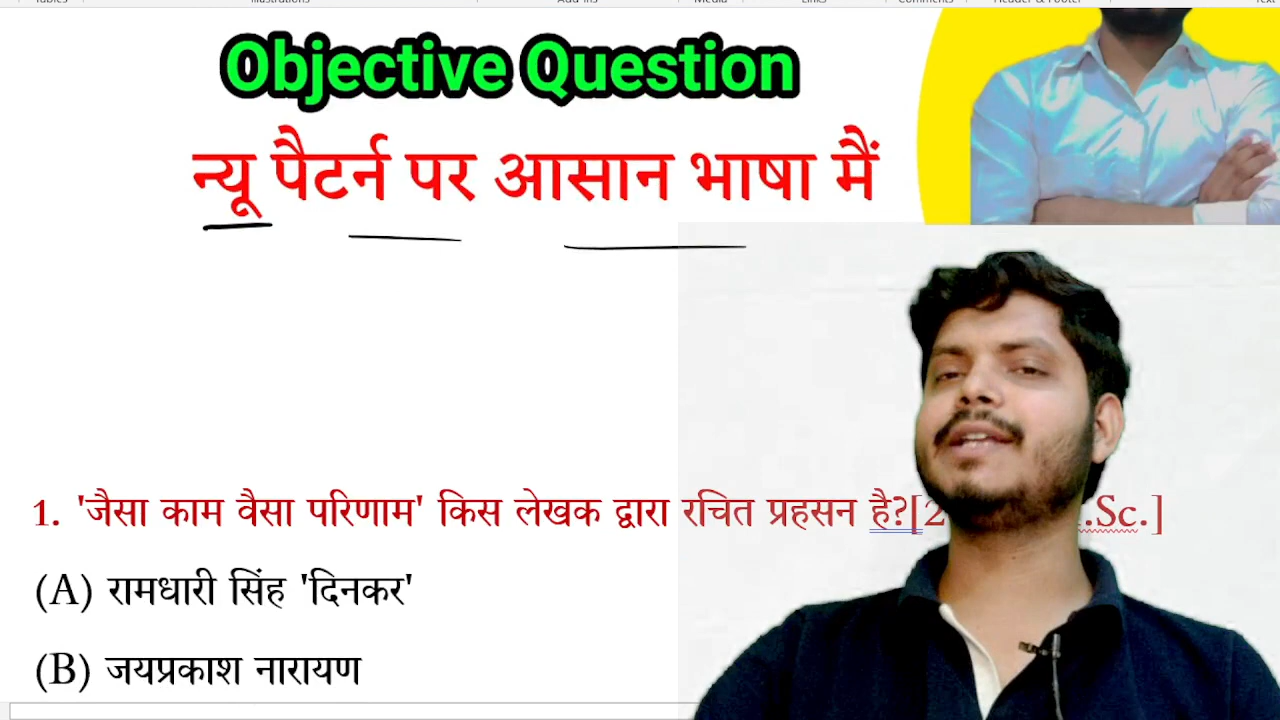 Objective Question
न्यू पैटर्न पर आसान भाषा मैं
1. 'जैसा काम वैसा परिणाम' किस लेखक द्वारा रचित प्रहसन है?[2 .Sc.]
(A) रामधारी सिंह 'दिनकर'
(B) जयप्रकाश नारायण